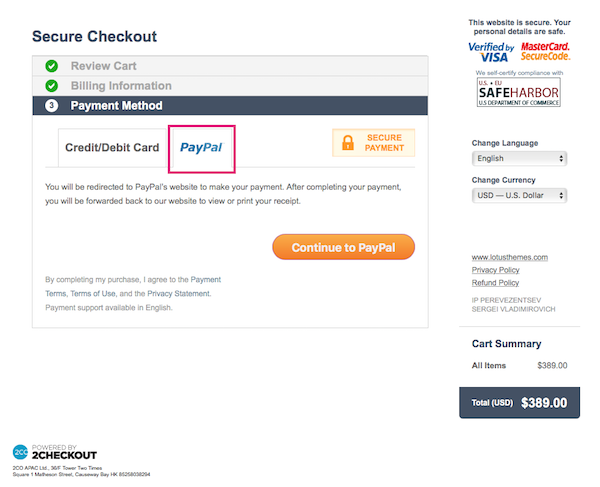 Secure Checkout
Review Cart
Billing Information
3 Payment Method
Credit/Debit Card
PayPal
SECURE
PAYMENT
You will be redirected to PayPal's website to make your payment. After completing your payment,
you will be forwarded back to our website to view or print your receipt.
Continue to PayPal
By completing my purchase, I agree to the Payment
Terms, Terms of Use, and the Privacy Statement.
Payment support available in English.
This website is secure. Your
personal details are safe.
Verified by
VISA
MasterCard.
SecureCode.
We self-certify compliance with
U.S. + EU
SAFEHARBOR
U.S DEPARTMENT OF COMMERCE
Change Language
English
Change Currency
USD — U.S. Dollar
www.lotusthemes.com
Privacy Policy
Refund Policy
IP PEREVEZENTSEV
SERGEI VLADIMIROVICH
Cart Summary
All Items $389.00
Total (USD) $389.00
2CO
POWERED BY
2CHECKOUT
2CO APAC Ltd., 36/F Tower Two Times
Square 1 Matheson Street, Causeway Bay HK 85258038294